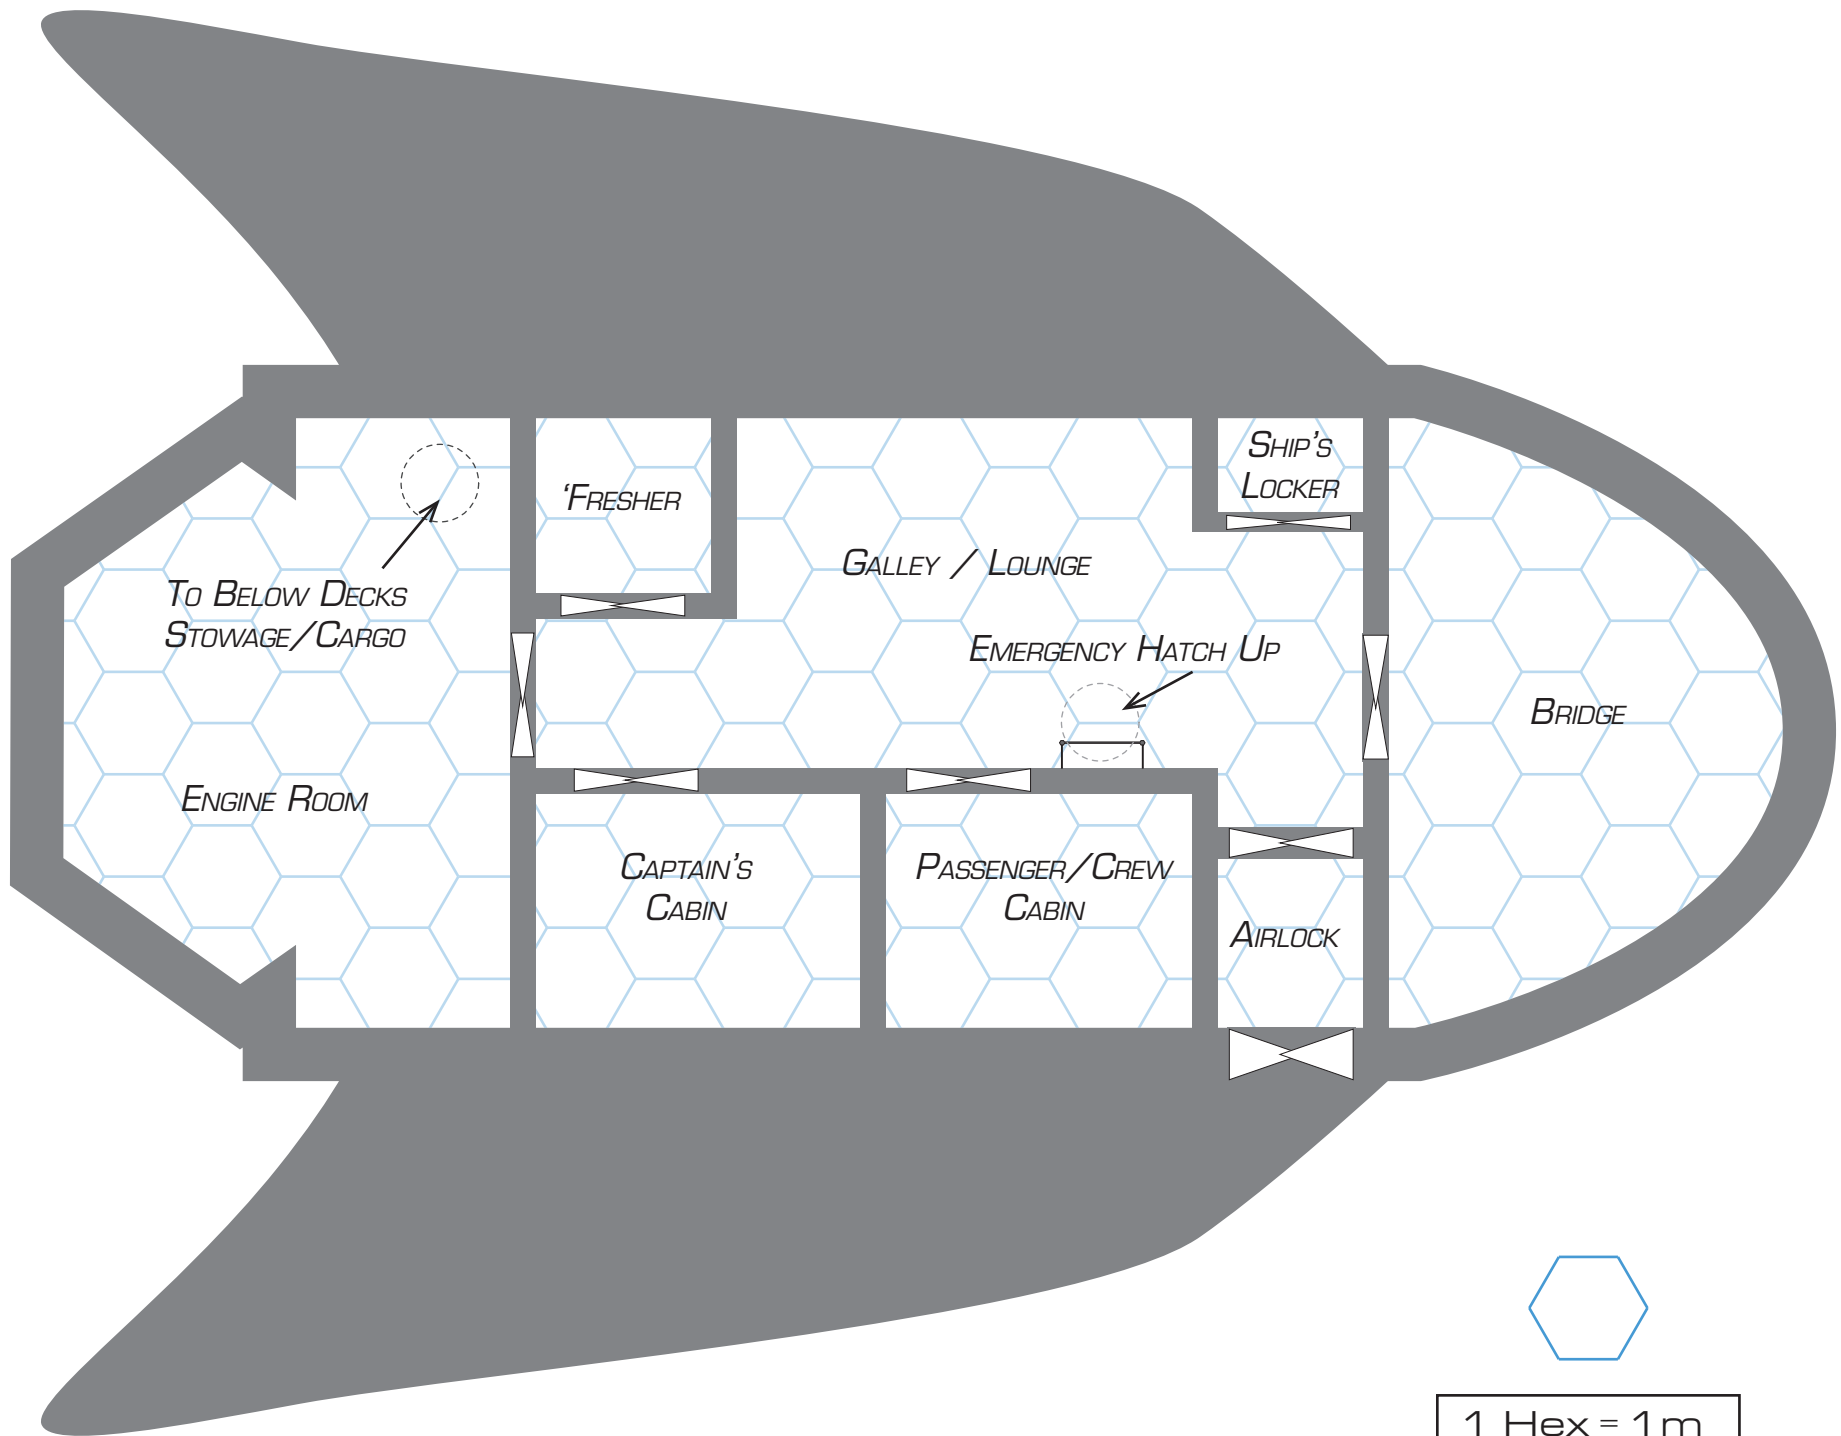 Ship's
Locker
'Fresher
Galley / Lounge
To Below Decks
Stowage/Cargo
Emergency Hatch Up
Bridge
Engine Room
Captain's
Cabin
Passenger/Crew
Cabin
Airlock
1 Hex = 1m